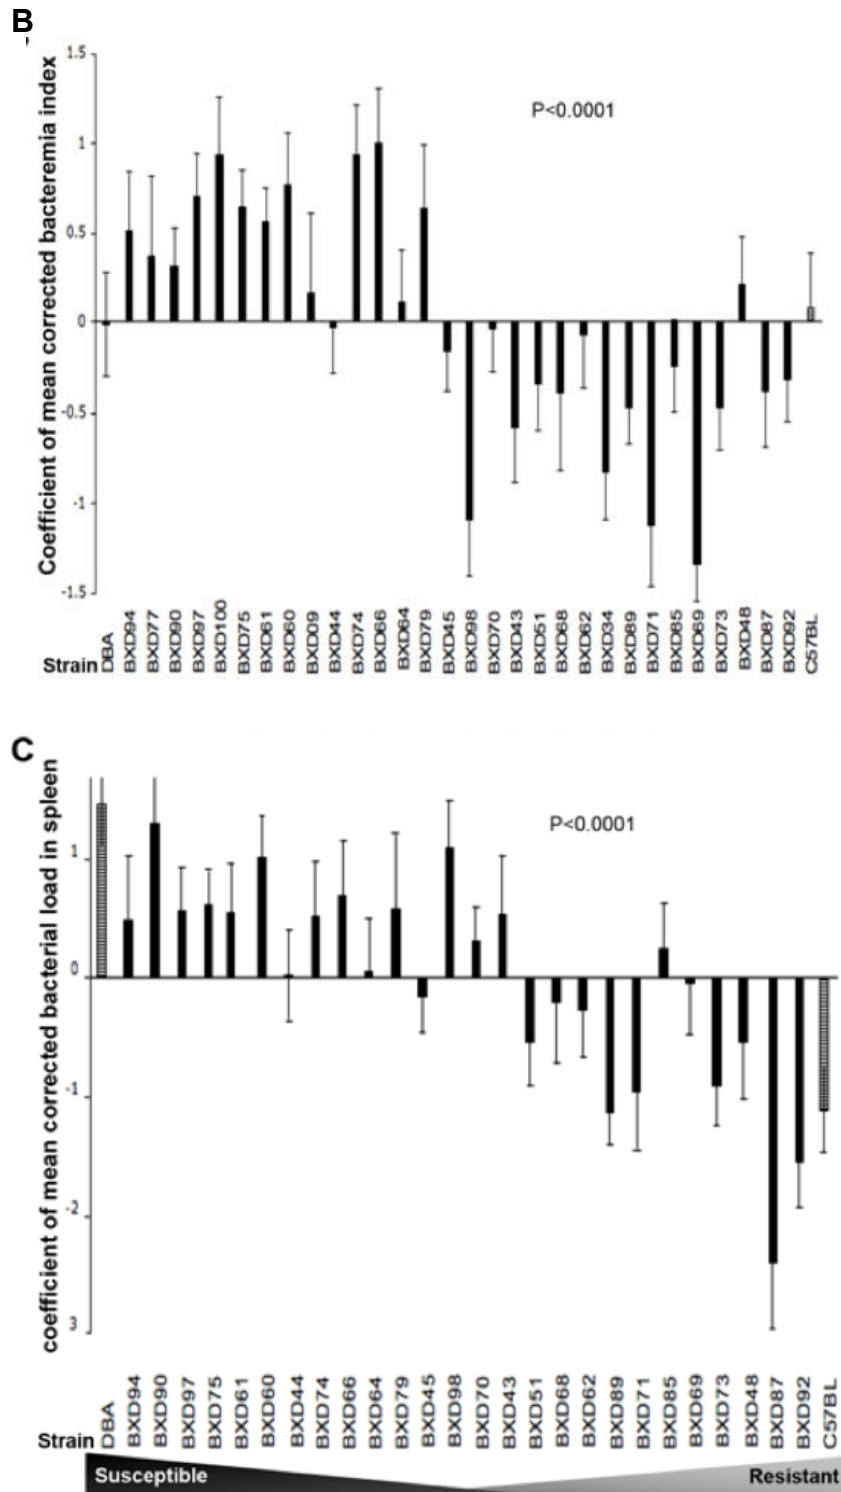 B
Coefficient of mean corrected bacteremia index
1.5
1
0.5
0
-0.5
-1
-1.5
P<0.0001
Strain DBA BXD94 BXD77 BXD90 BXD97 BXD100 BXD75 BXD61 BXD60 BXD09 BXD44 BXD74 BXD66 BXD64 BXD79 BXD45 BXD98 BXD70 BXD43 BXD51 BXD68 BXD62 BXD34 BXD89 BXD71 BXD85 BXD69 BXD73 BXD48 BXD87 BXD92 C57BL
C
coefficient of mean corrected bacterial load in spleen
1
0
-1
-2
3
P<0.0001
Strain DBA BXD94 BXD90 BXD97 BXD75 BXD61 BXD60 BXD44 BXD74 BXD66 BXD64 BXD79 BXD45 BXD98 BXD70 BXD43 BXD51 BXD68 BXD62 BXD89 BXD71 BXD85 BXD69 BXD73 BXD48 BXD87 BXD92 C57BL
Susceptible
Resistant